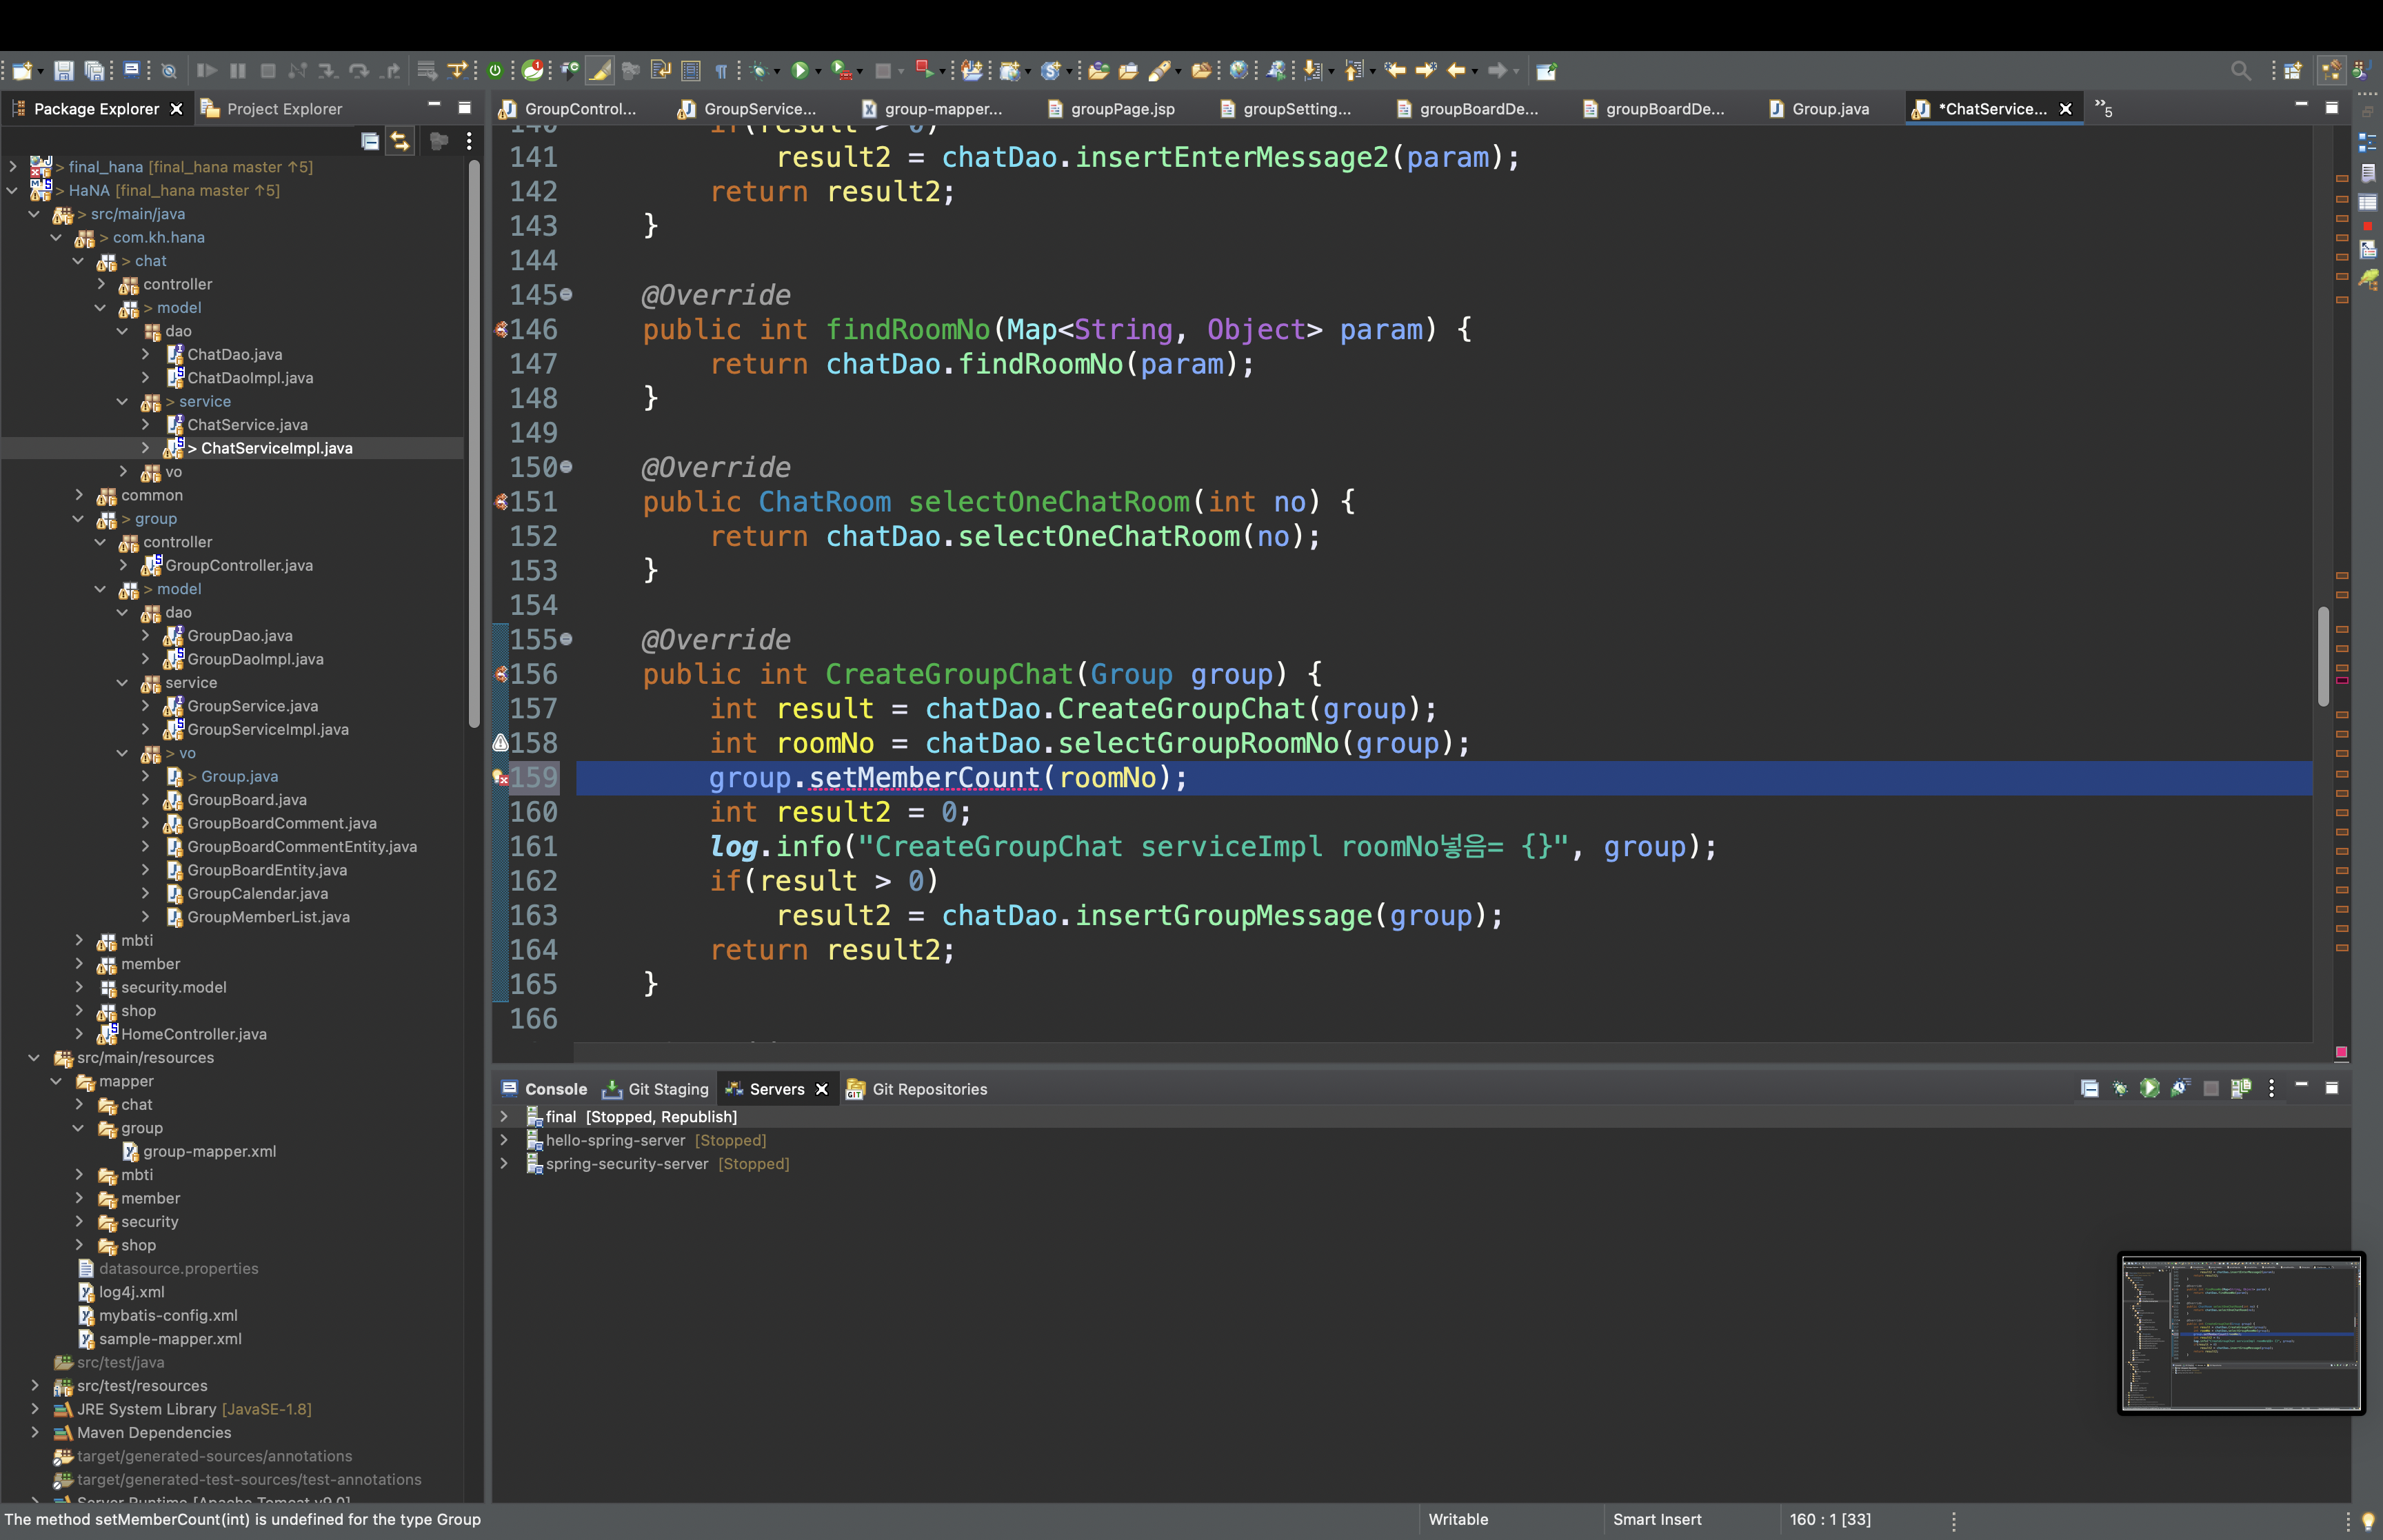 Package Explorer
Project Explorer
GroupControl...
GroupService...
group-mapper...
groupPage.jsp
groupSetting...
groupBoardDe...
groupBoardDe...
Group.java
*ChatService...
5
> final_hana [final_hana master ↑5]
> HaNA [final_hana master ↑5]
> src/main/java
> com.kh.hana
> chat
controller
> model
dao
ChatDao.java
ChatDaoImpl.java
> service
ChatService.java
> ChatServiceImpl.java
vo
common
> group
controller
GroupController.java
> model
dao
GroupDao.java
GroupDaoImpl.java
service
GroupService.java
GroupServiceImpl.java
> vo
> Group.java
GroupBoard.java
GroupBoardComment.java
GroupBoardCommentEntity.java
GroupBoardEntity.java
GroupCalendar.java
GroupMemberList.java
mbti
member
security.model
shop
HomeController.java
src/main/resources
mapper
chat
group
group-mapper.xml
mbti
member
security
shop
datasource.properties
log4j.xml
mybatis-config.xml
sample-mapper.xml
src/test/java
src/test/resources
JRE System Library [JavaSE-1.8]
Maven Dependencies
target/generated-sources/annotations
target/generated-test-sources/test-annotations
Server Runtime [Apache Tomcat v9.0]
140 if(result > 0)
141 result2 = chatDao.insertEnterMessage2(param);
142 return result2;
143 }
144
145 @Override
146 public int findRoomNo(Map<String, Object> param) {
147 return chatDao.findRoomNo(param);
148 }
149
150 @Override
151 public ChatRoom selectOneChatRoom(int no) {
152 return chatDao.selectOneChatRoom(no);
153 }
154
155 @Override
156 public int CreateGroupChat(Group group) {
157 int result = chatDao.CreateGroupChat(group);
158 int roomNo = chatDao.selectGroupRoomNo(group);
159 group.setMemberCount(roomNo);
160 int result2 = 0;
161 log.info("CreateGroupChat serviceImpl roomNo넣음= {}", group);
162 if(result > 0)
163 result2 = chatDao.insertGroupMessage(group);
164 return result2;
165 }
166
Console
Git Staging
Servers
Git Repositories
final [Stopped, Republish]
hello-spring-server [Stopped]
spring-security-server [Stopped]
The method setMemberCount(int) is undefined for the type Group
Writable
Smart Insert
160 : 1 [33]